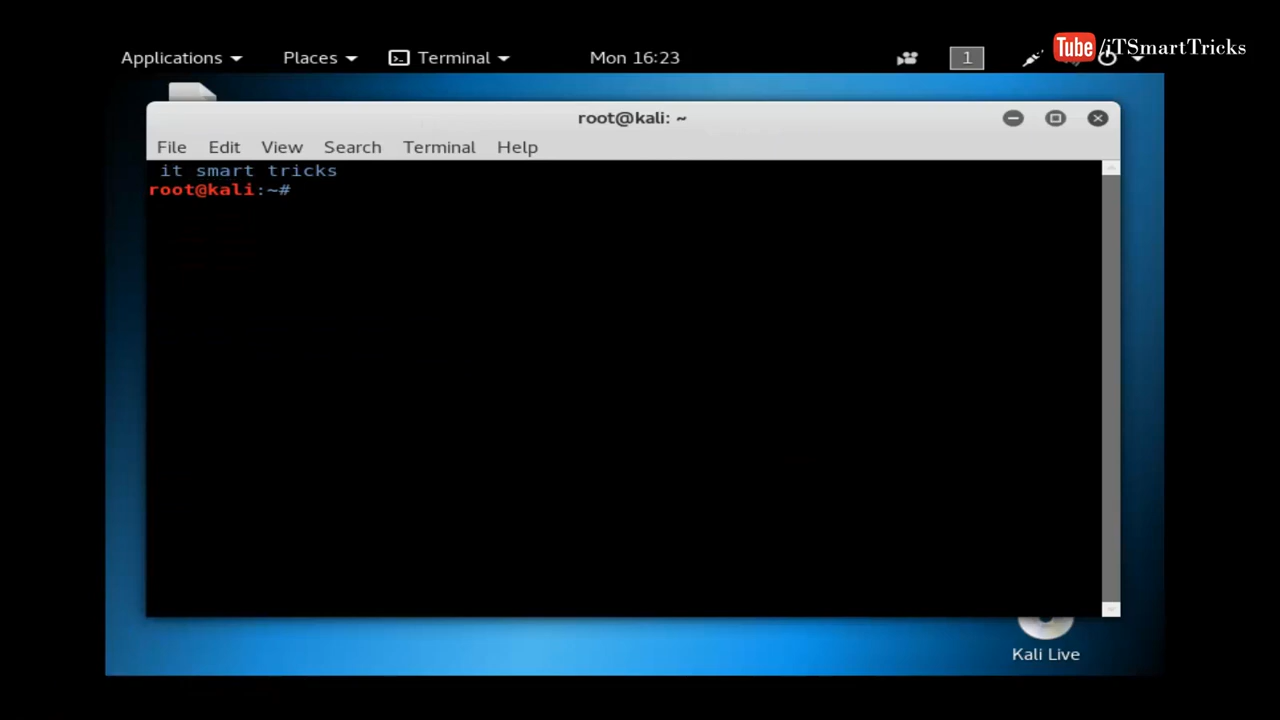 Applications Places Terminal Mon 16:23 1 Tube /iTSmartTricks
root@kali: ~
File Edit View Search Terminal Help
it smart tricks
root@kali:~#
Kali Live